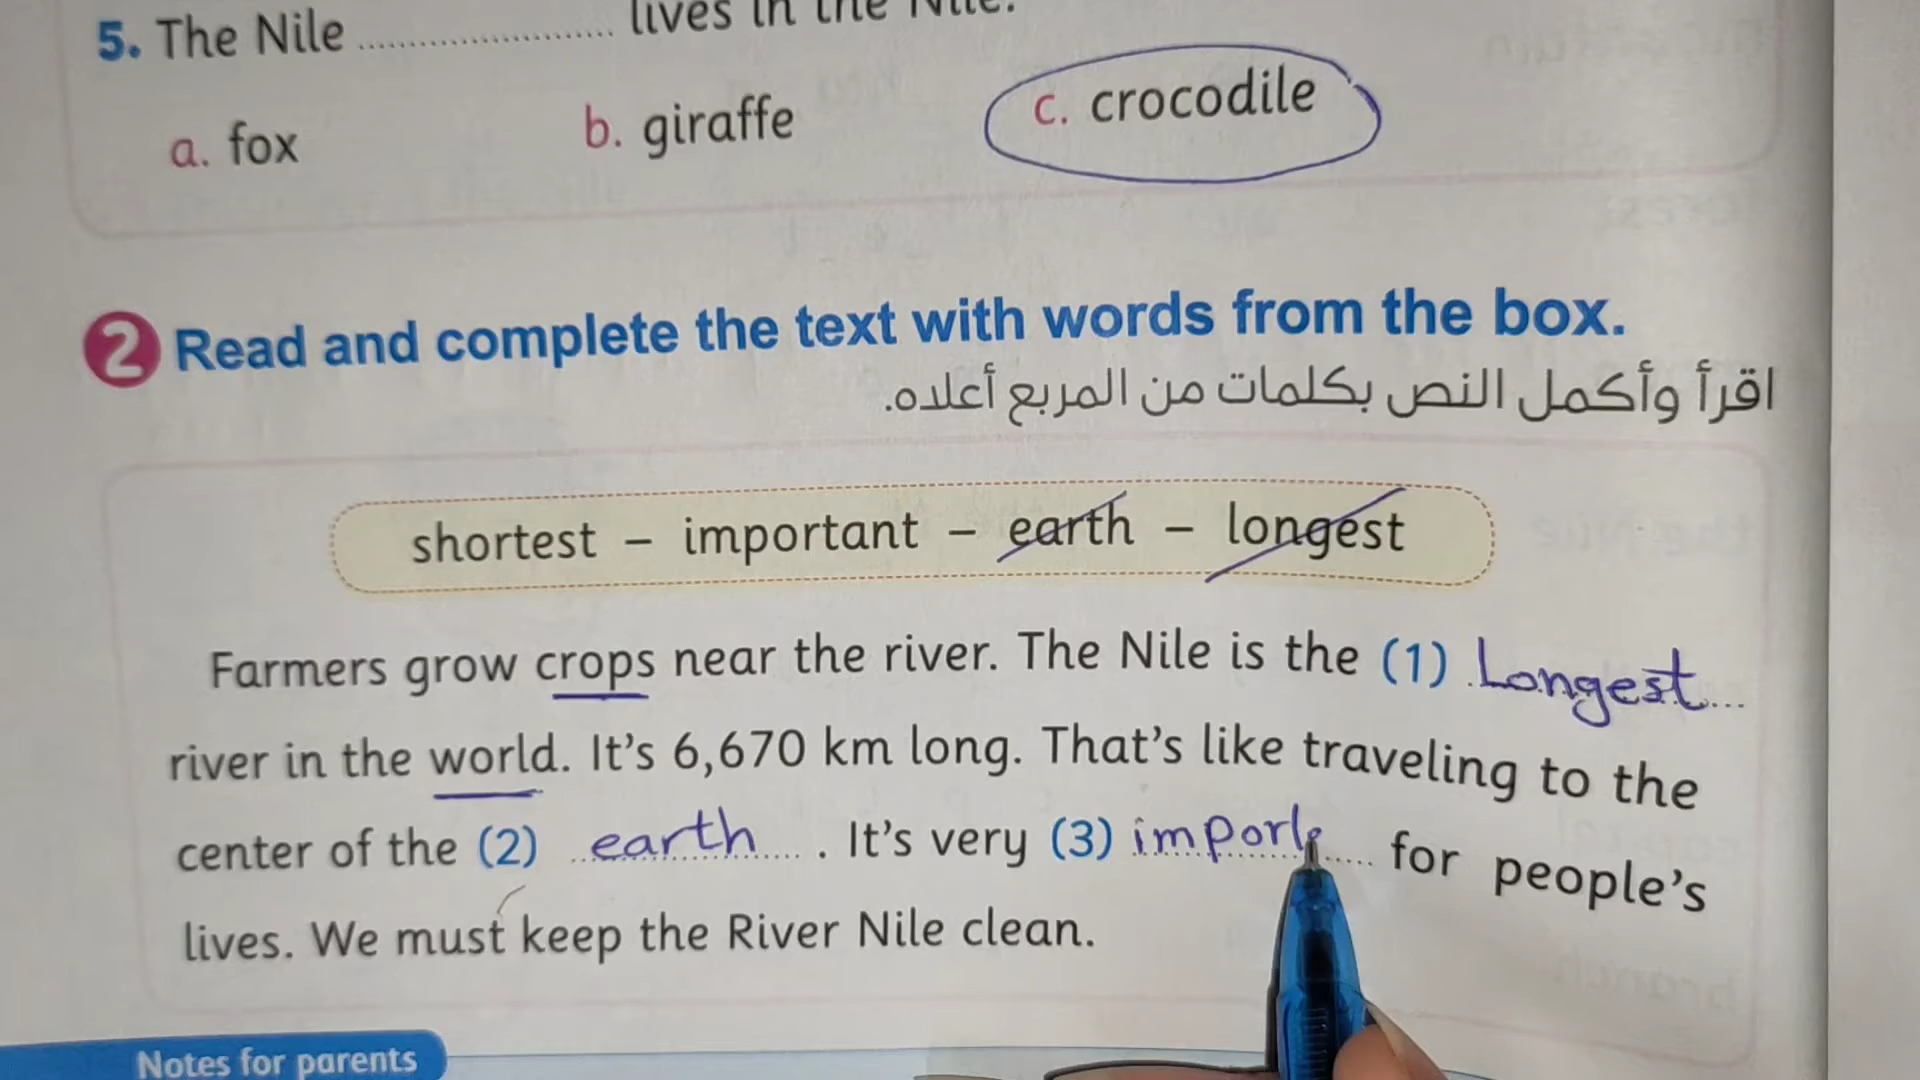 5. The Nile ........................ lives in the Nile.
a. fox b. giraffe c. crocodile
2 Read and complete the text with words from the box.
اقرأ وأكمل النص بكلمات من المربع أعلاه.
shortest – important – earth – longest
Farmers grow crops near the river. The Nile is the (1) Longest
river in the world. It's 6,670 km long. That's like traveling to the
center of the (2) earth . It's very (3) import for people's
lives. We must keep the River Nile clean.
Notes for parents